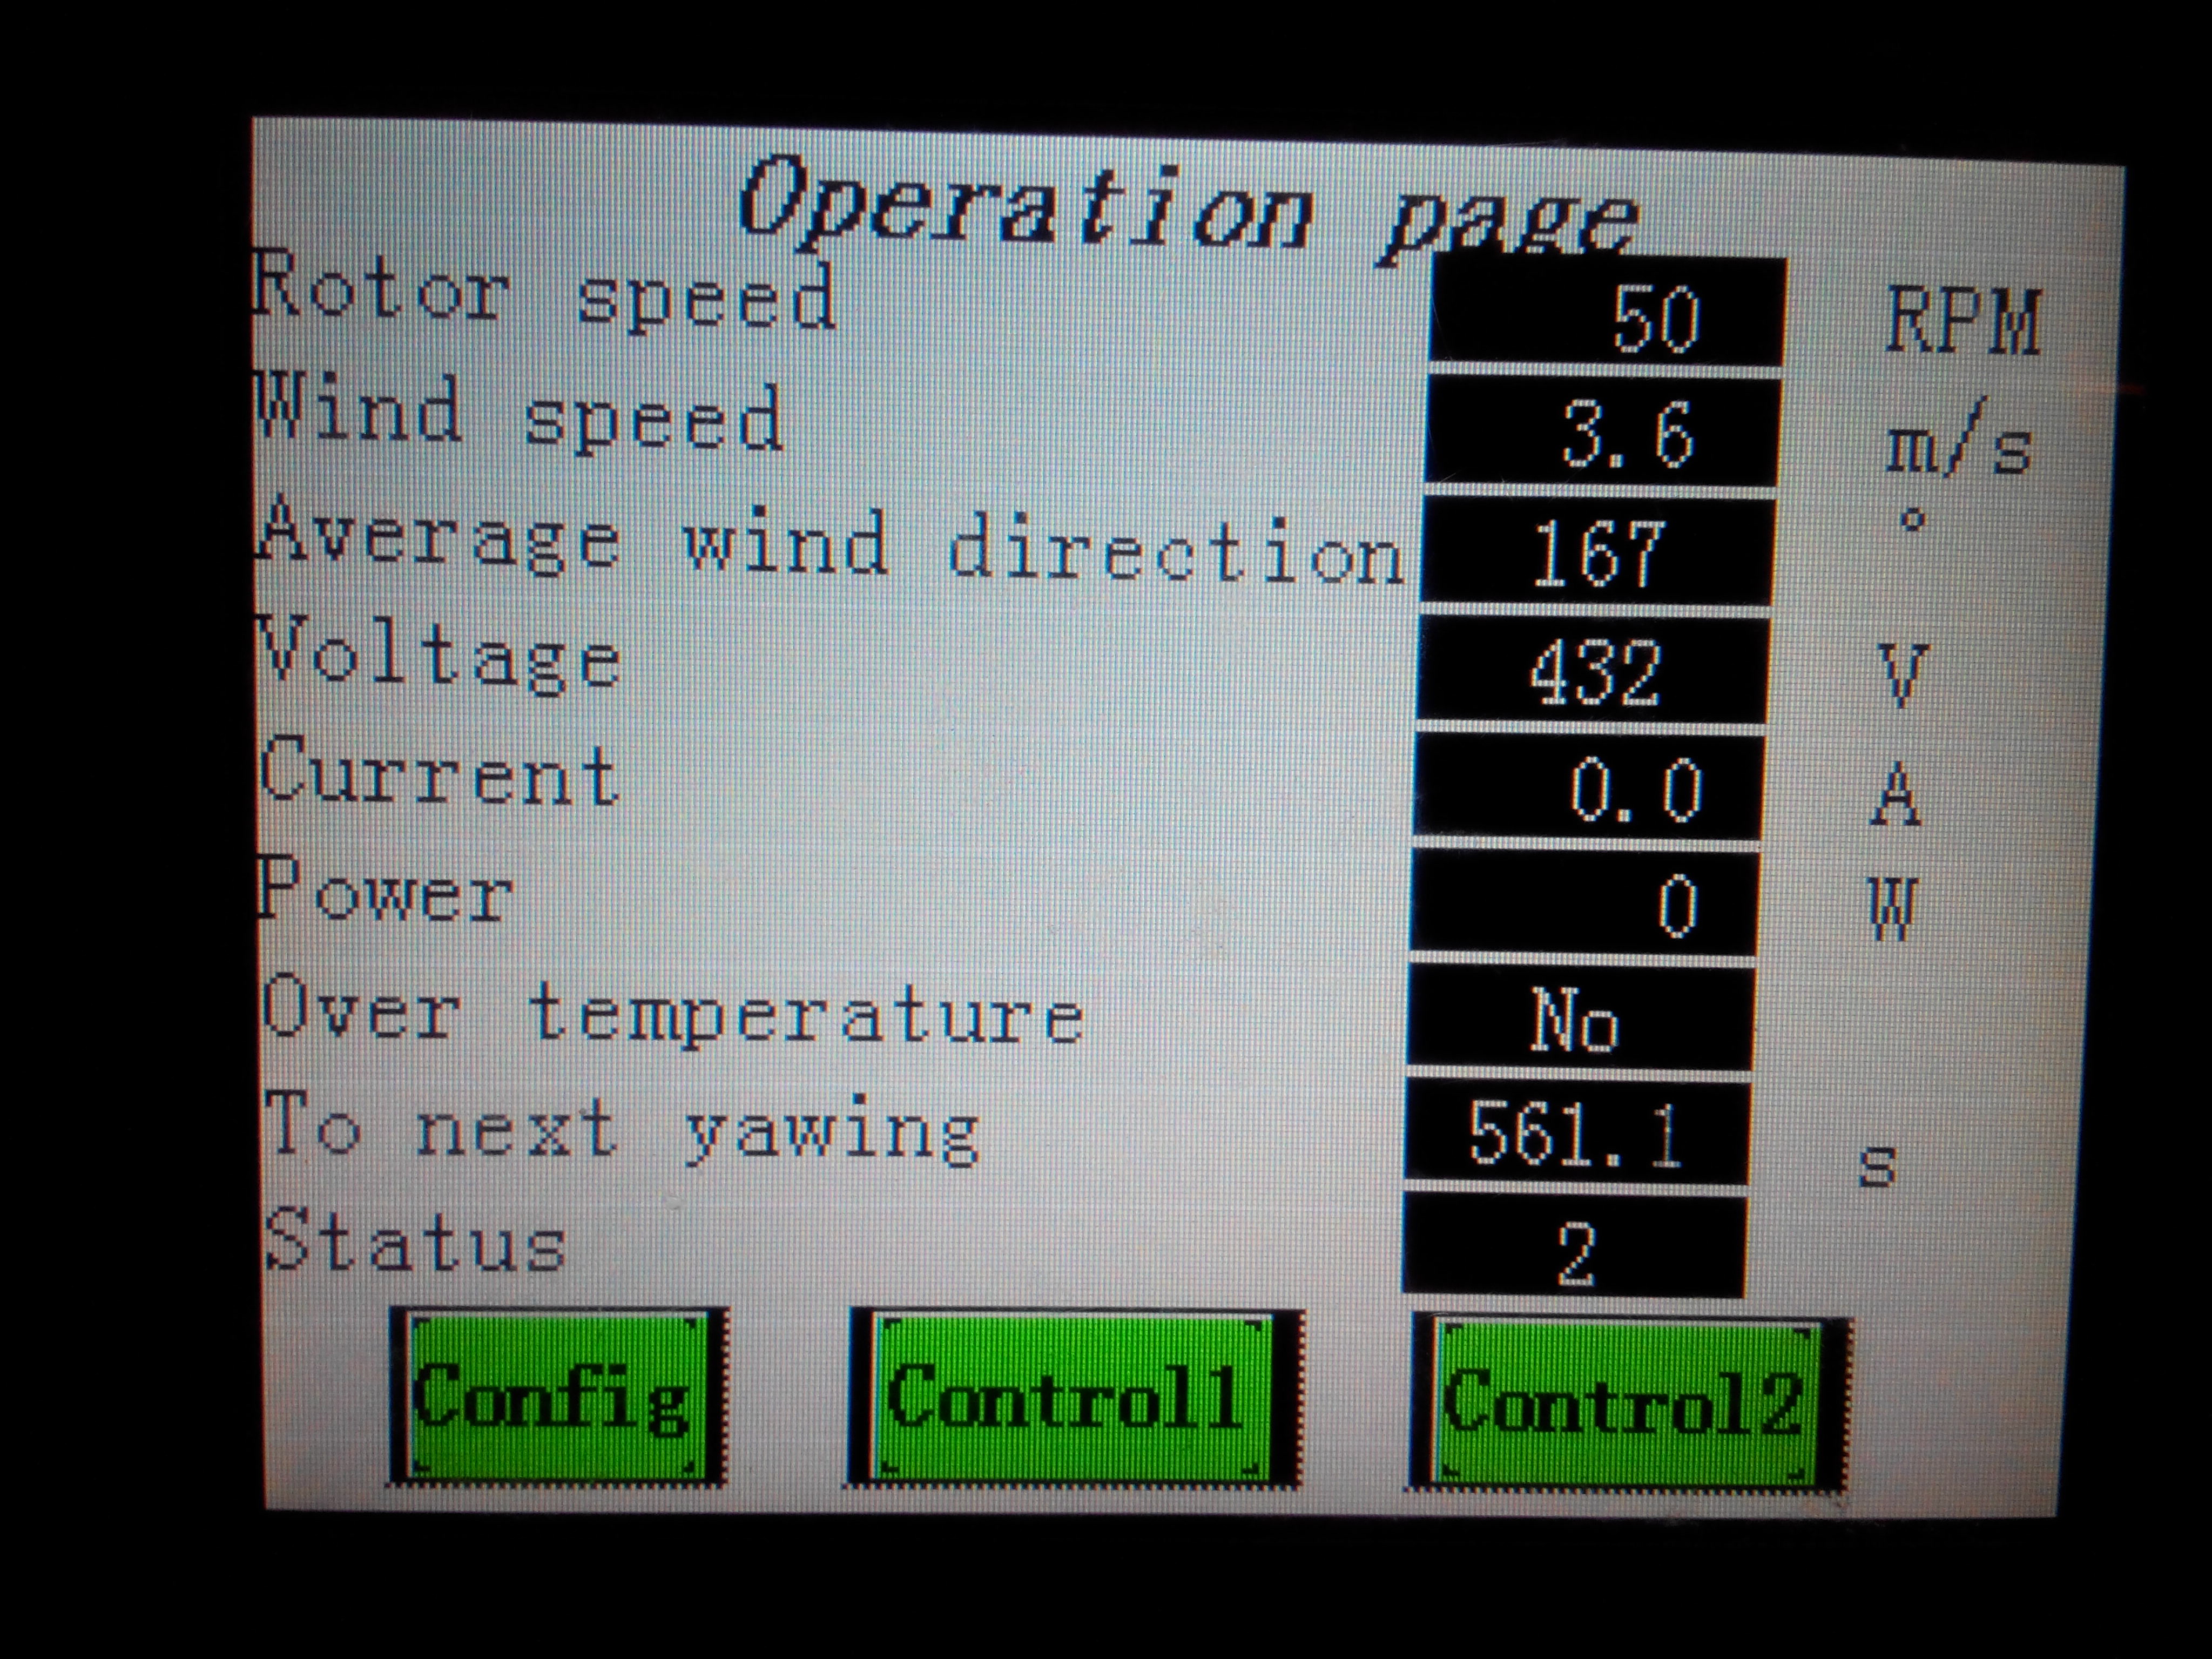 Operation page
Rotor speed 50 RPM
Wind speed 3.6 m/s
Average wind direction 167 °
Voltage 432 V
Current 0.0 A
Power 0 W
Over temperature No
To next yawing 561.1 s
Status 2
Config Control1 Control2